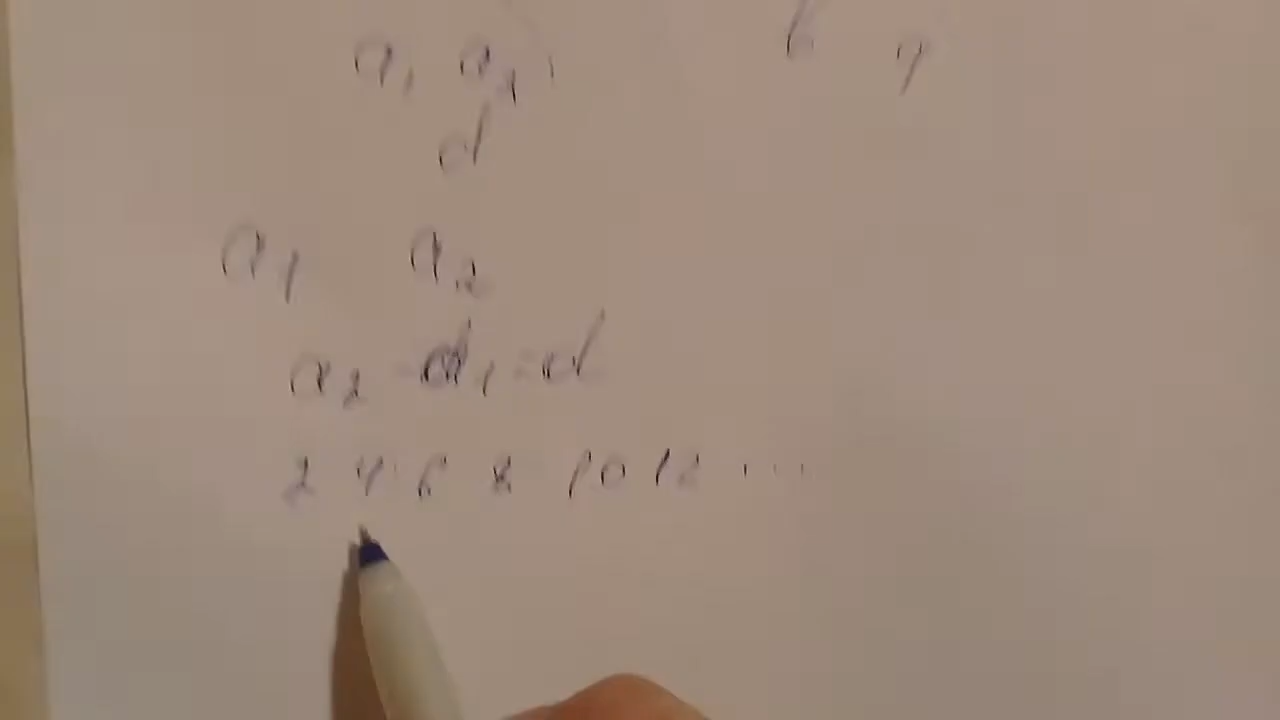 a₁ a₂, 6 7
d
a₁ a₂
a₂ - a₁ = d
2 4 6 8 10 12 ...